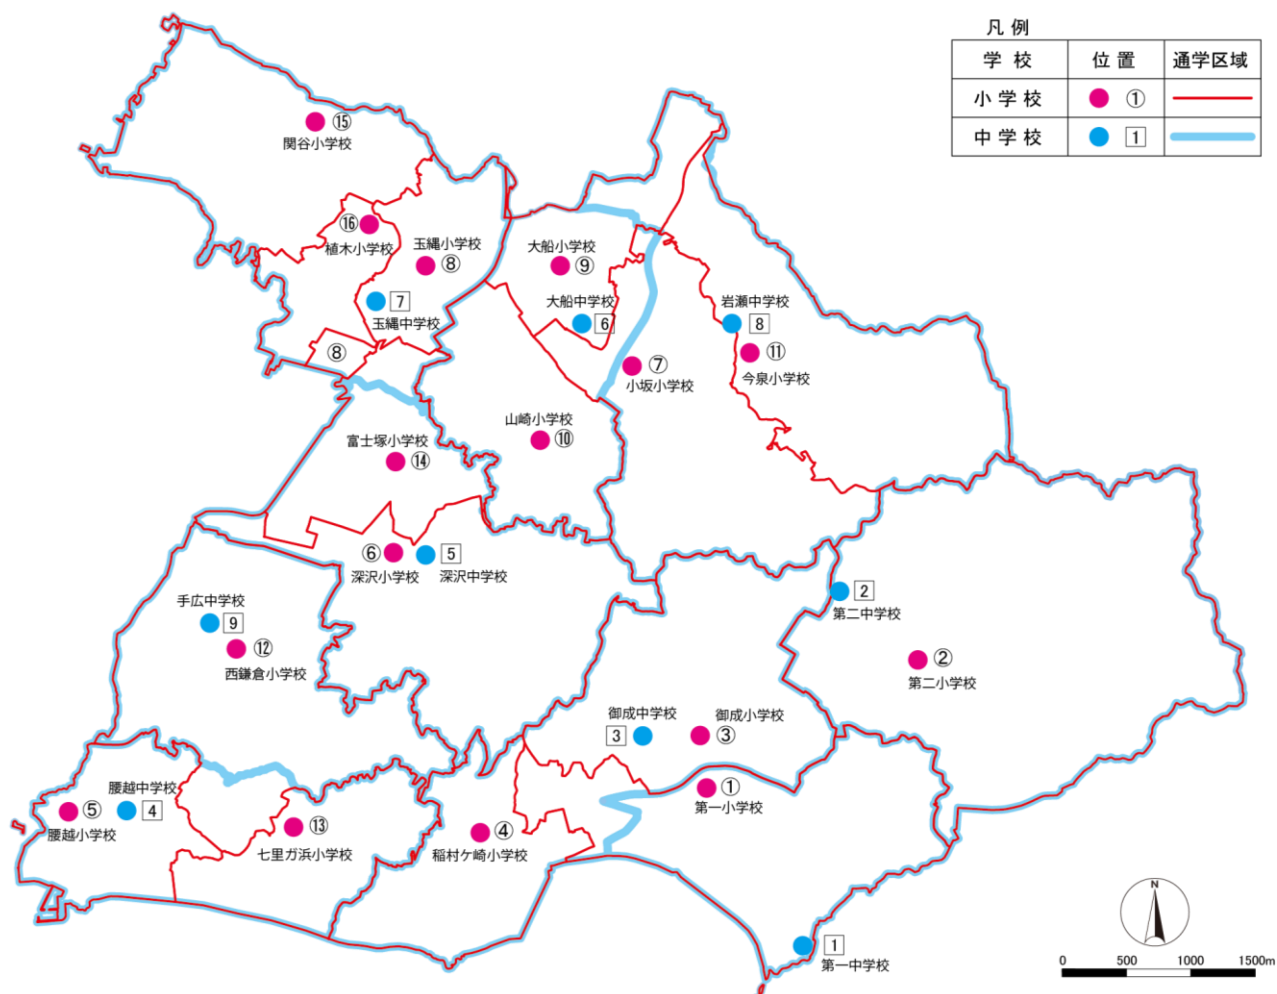 凡例
学校 位置 通学区域
小学校 ①
中学校 1
⑮
関谷小学校
⑯
植木小学校
玉縄小学校
⑧
7
玉縄中学校
⑧
大船小学校
⑨
大船中学校
6
岩瀬中学校
8
⑪
今泉小学校
⑦
小坂小学校
山崎小学校
⑩
富士塚小学校
⑭
⑥
深沢小学校
5
深沢中学校
2
第二中学校
②
第二小学校
手広中学校
9
⑫
西鎌倉小学校
御成中学校
3
御成小学校
③
①
第一小学校
腰越中学校
4
⑤
腰越小学校
⑬
七里ガ浜小学校
④
稲村ケ崎小学校
1
第一中学校
N
0 500 1000 1500m